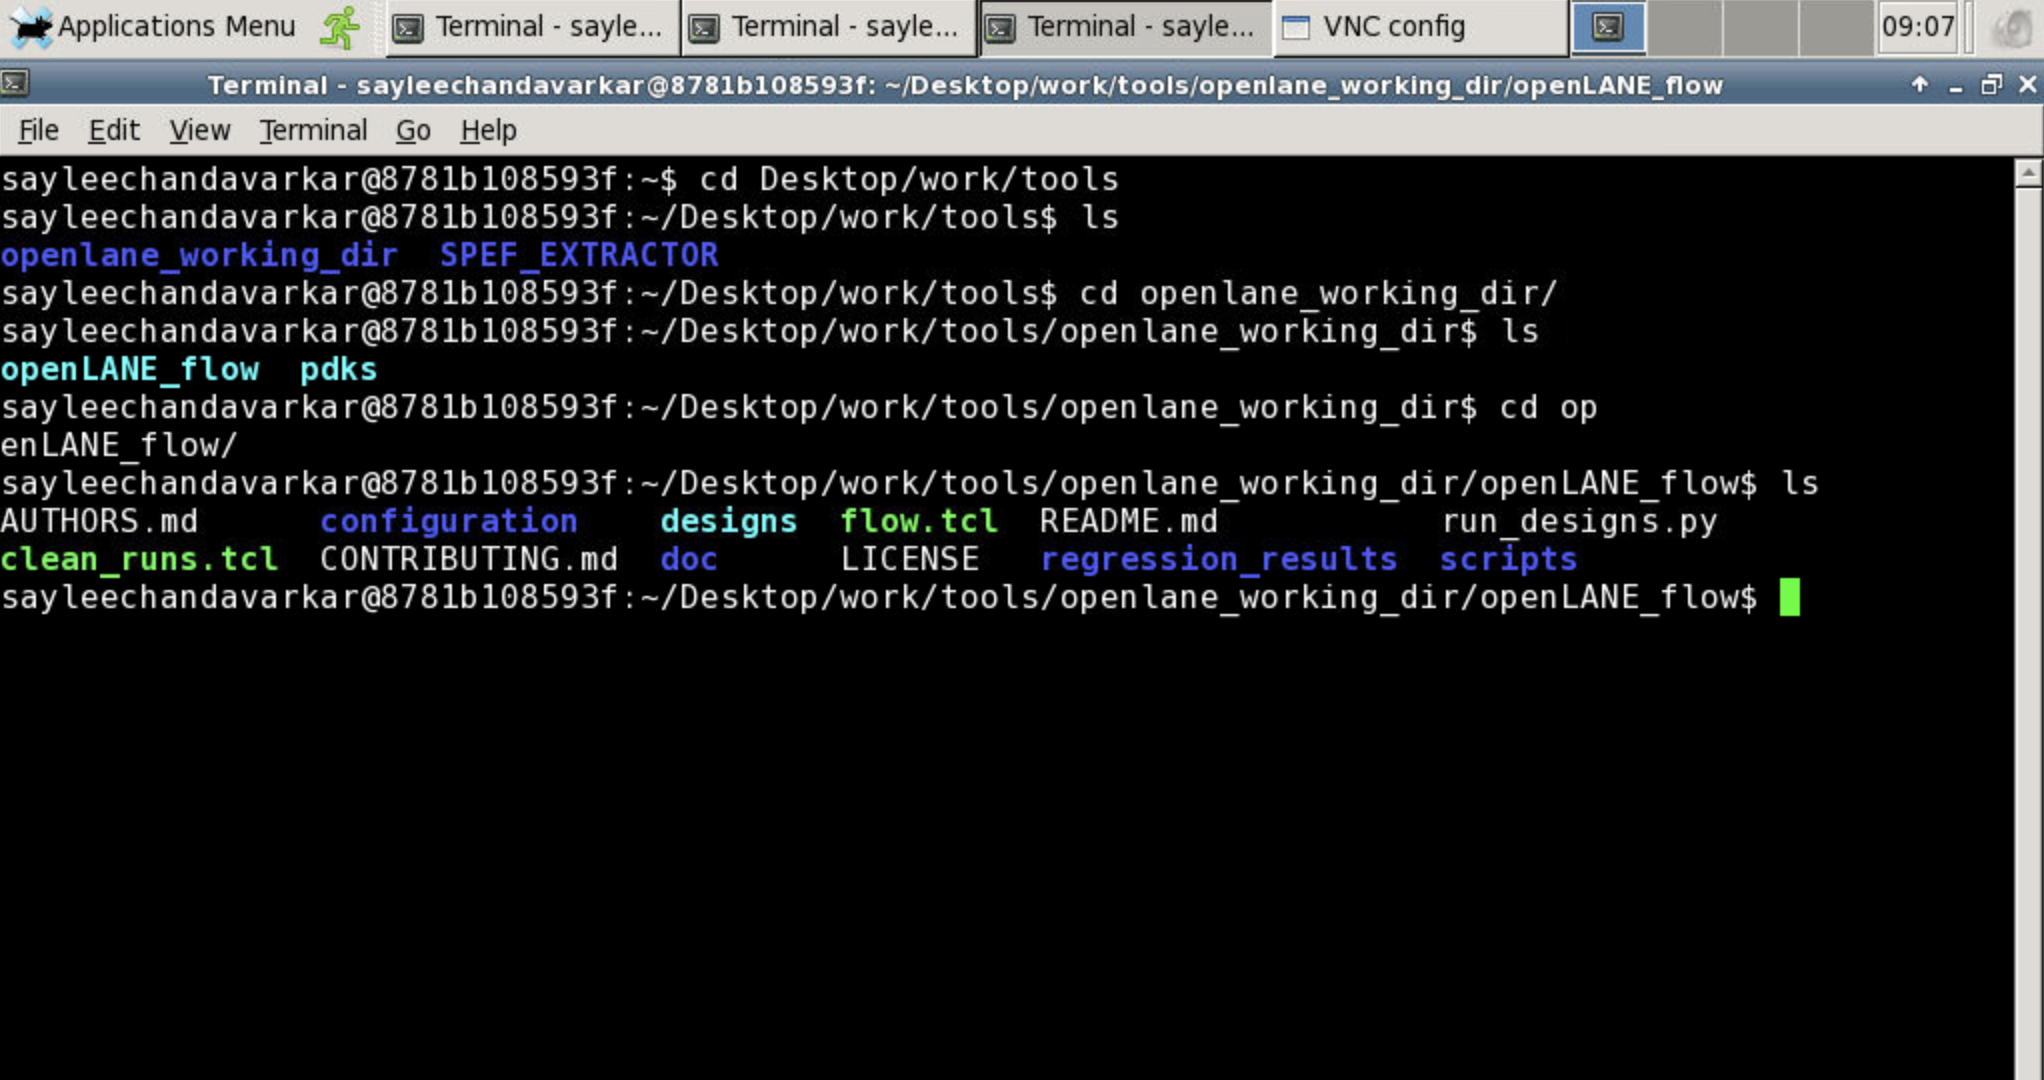 Applications Menu Terminal - sayle... Terminal - sayle... Terminal - sayle... VNC config 09:07
Terminal - sayleechandavarkar@8781b108593f: ~/Desktop/work/tools/openlane_working_dir/openLANE_flow
File Edit View Terminal Go Help
sayleechandavarkar@8781b108593f:~$ cd Desktop/work/tools
sayleechandavarkar@8781b108593f:~/Desktop/work/tools$ ls
openlane_working_dir  SPEF_EXTRACTOR
sayleechandavarkar@8781b108593f:~/Desktop/work/tools$ cd openlane_working_dir/
sayleechandavarkar@8781b108593f:~/Desktop/work/tools/openlane_working_dir$ ls
openLANE_flow  pdks
sayleechandavarkar@8781b108593f:~/Desktop/work/tools/openlane_working_dir$ cd op
enLANE_flow/
sayleechandavarkar@8781b108593f:~/Desktop/work/tools/openlane_working_dir/openLANE_flow$ ls
AUTHORS.md      configuration    designs  flow.tcl  README.md           run_designs.py
clean_runs.tcl  CONTRIBUTING.md  doc      LICENSE   regression_results  scripts
sayleechandavarkar@8781b108593f:~/Desktop/work/tools/openlane_working_dir/openLANE_flow$